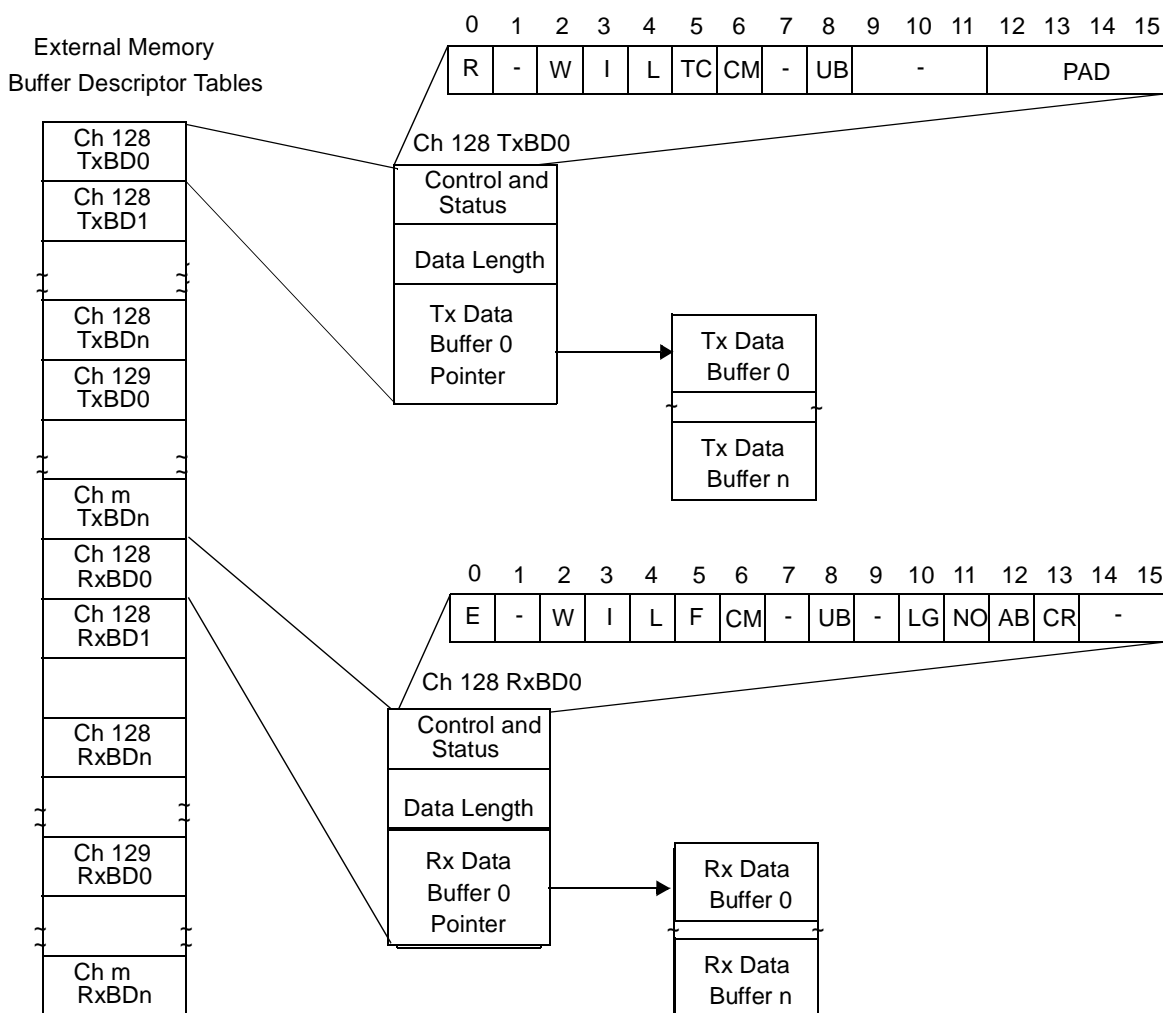 External Memory
Buffer Descriptor Tables
0 1 2 3 4 5 6 7 8 9 10 11 12 13 14 15
R - W I L TC CM - UB - PAD
Ch 128 TxBD0
Control and
Status
Data Length
Tx Data
Buffer 0
Pointer
Tx Data
Buffer 0
~ ~
Tx Data
Buffer n
Ch 128
TxBD0
Ch 128
TxBD1
~ ~
~ ~
Ch 128
TxBDn
Ch 129
TxBD0
~ ~
~ ~
Ch m
TxBDn
Ch 128
RxBD0
Ch 128
RxBD1
Ch 128
RxBDn
~ ~
~ ~
Ch 129
RxBD0
~ ~
~ ~
Ch m
RxBDn
0 1 2 3 4 5 6 7 8 9 10 11 12 13 14 15
E - W I L F CM - UB - LG NO AB CR -
Ch 128 RxBD0
Control and
Status
Data Length
Rx Data
Buffer 0
Pointer
Rx Data
Buffer 0
~ ~
Rx Data
Buffer n